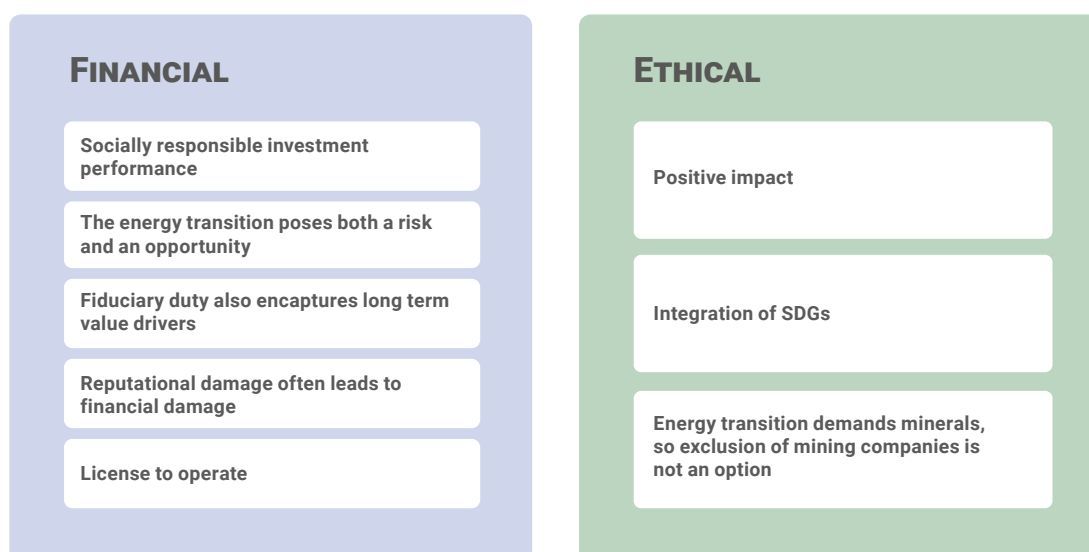 FINANCIAL
Socially responsible investment
performance
The energy transition poses both a risk
and an opportunity
Fiduciary duty also encaptures long term
value drivers
Reputational damage often leads to
financial damage
License to operate
ETHICAL
Positive impact
Integration of SDGs
Energy transition demands minerals,
so exclusion of mining companies is
not an option